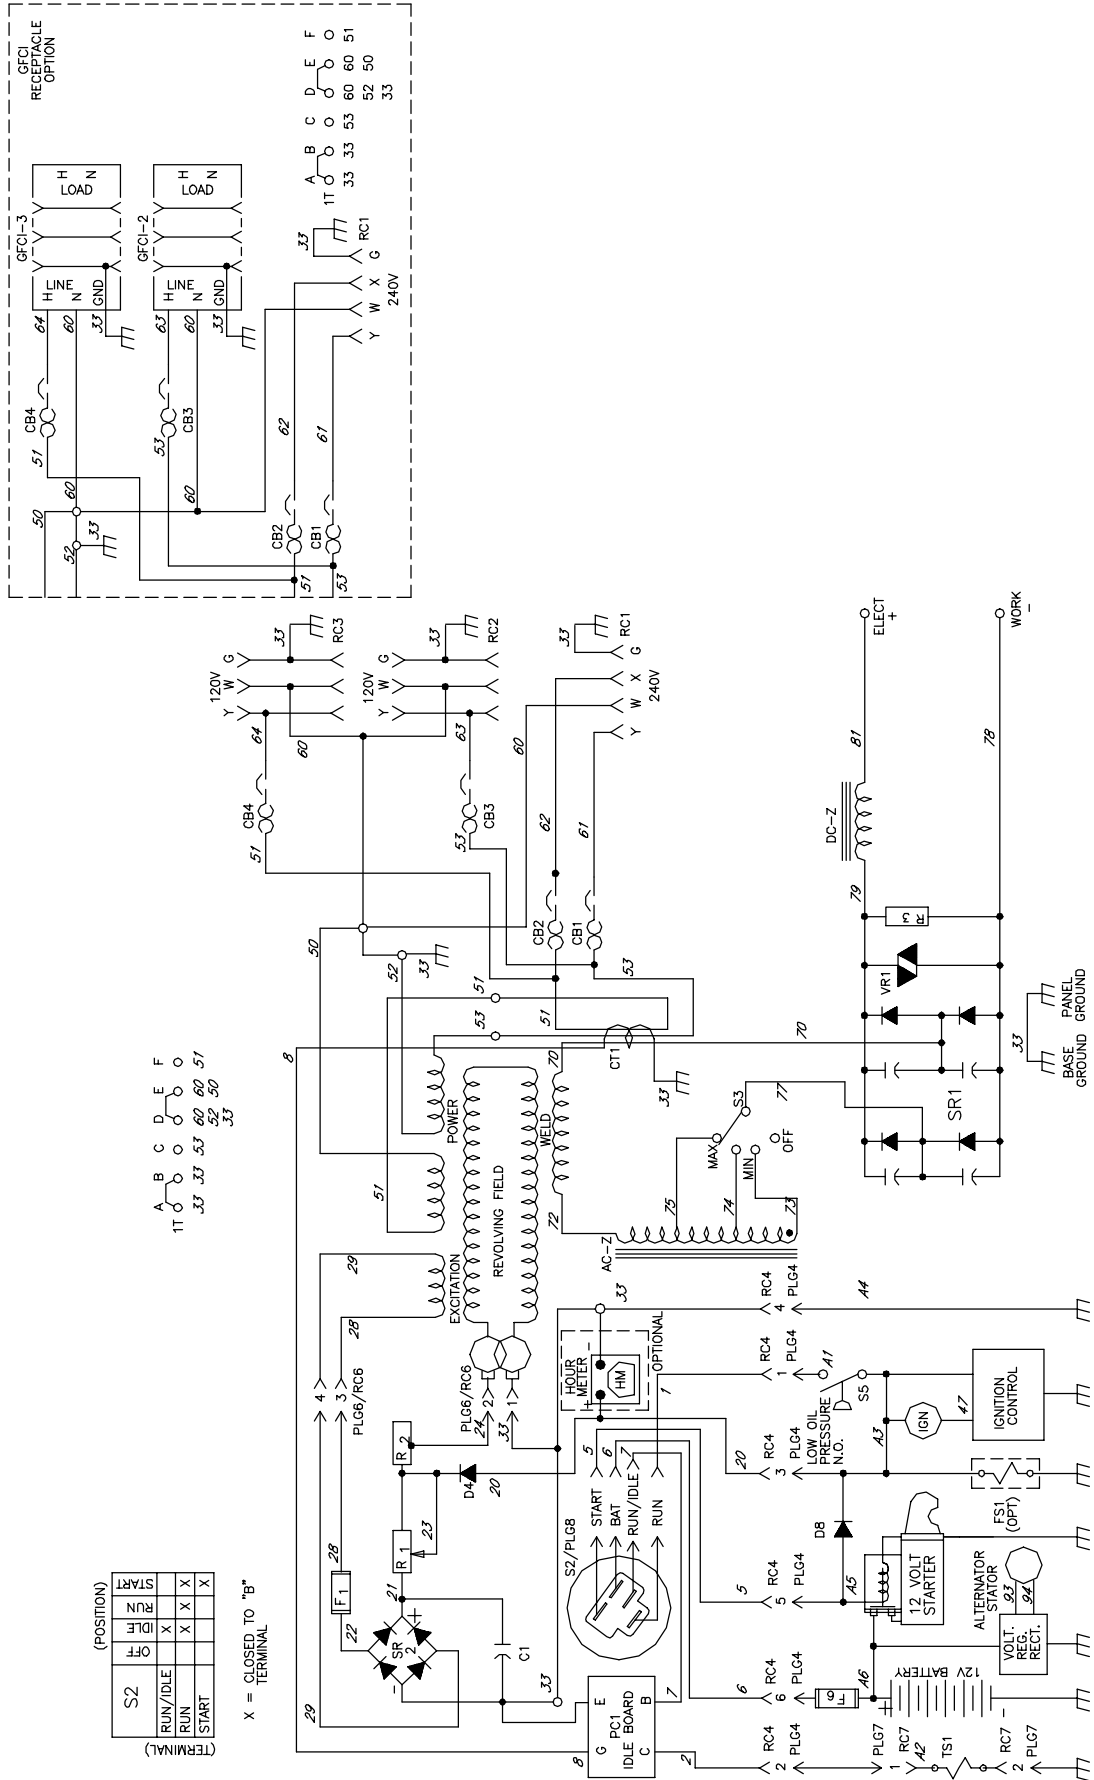 GFCI
RECEPTACLE
OPTION
GFCI-3
H
N
LOAD
LINE
H
N
GND
64
60
33
CB4
51
60
50
52
33
GFCI-2
H
N
LOAD
LINE
H
N
GND
63
60
33
CB3
53
60
A B C D E F
1T
33 33 53 60 60 51
52 50
33
33
RC1
G
X
W
Y
240V
62
61
CB2
CB1
51
53
RC3
33
G
W
Y
120V
64
60
CB4
51
RC2
33
G
W
Y
120V
63
CB3
53
60
RC1
33
G
X
W
Y
240V
62
61
CB2
CB1
50
52
33
51
53
51
53
8
CT1
33
70
A B C D E F
1T
33 33 53 60 60 51
52 50
33
POWER
51
29
28
EXCITATION
REVOLVING FIELD
WELD
72
AC-Z
75
74
73
MAX
MIN
OFF
S3
77
70
ELECT
+
WORK
-
81
78
DC-Z
79
R3
VR1
SR1
33
BASE
GROUND
PANEL
GROUND
(POSITION)
S2
OFF
IDLE
RUN
START
(TERMINAL)
RUN/IDLE X
RUN X X X
START X
X = CLOSED TO "B"
TERMINAL
4
3
PLG6/RC6
28
F1
22
29
SR
2
+
-
21
R1
23
R2
D4
20
C1
33
PLG6/RC6
24
2
33
1
HOUR
METER
+
-
HM
OPTIONAL
33
S2/PLG8
START
BAT
RUN/IDLE
RUN
5
6
7
1
8
G
E
PC1
IDLE BOARD
C
B
7
2
RC4
4
PLG4
A4
RC4
1
PLG4
A1
LOW OIL
PRESSURE
N.O.
S5
A3
IGN
47
IGNITION
CONTROL
20
RC4
3
PLG4
FS1
(OPT)
D8
5
RC4
5
PLG4
A5
12 VOLT
STARTER
ALTERNATOR
STATOR
93
94
VOLT.
REG.
RECT.
6
RC4
6
PLG4
F6
A6
12V BATTERY
+
-
RC4
2
PLG4
PLG7
1
RC7
A2
TS1
RC7
2
PLG7